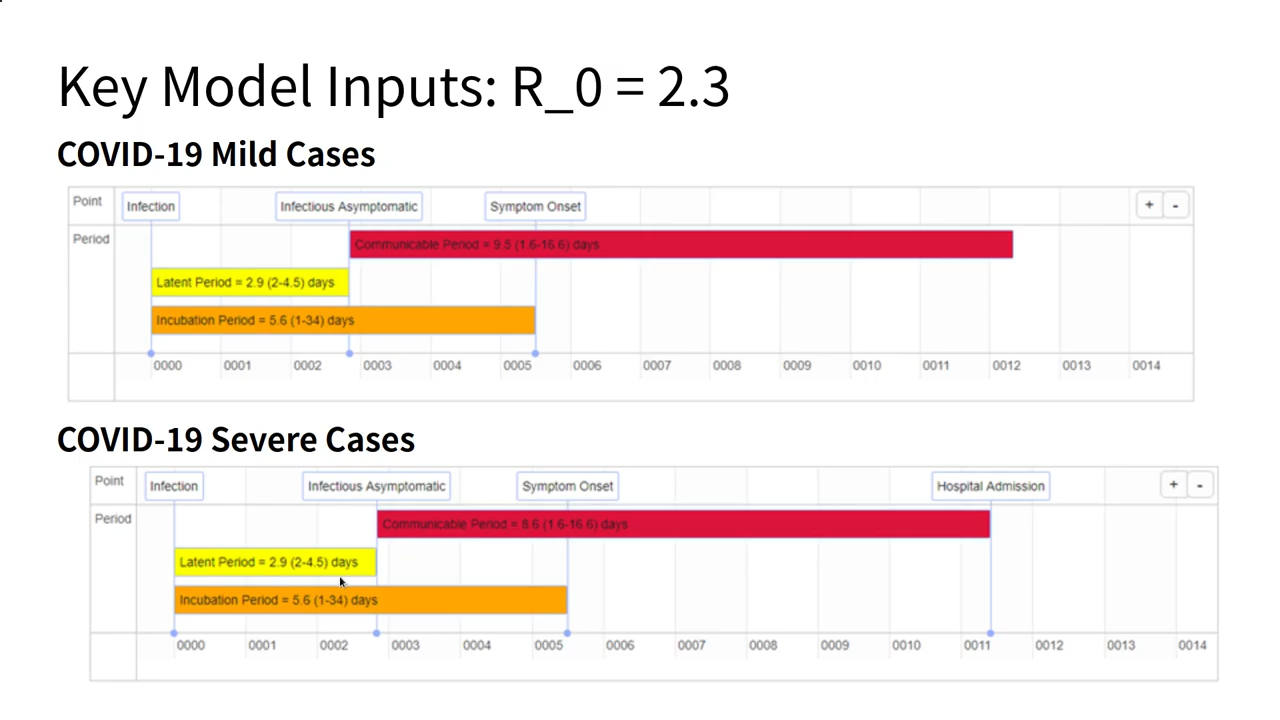 Key Model Inputs: R_0 = 2.3
COVID-19 Mild Cases
Point Infection Infectious Asymptomatic Symptom Onset + -
Period Communicable Period = 9.5 (1.6-16.6) days
Latent Period = 2.9 (2-4.5) days
Incubation Period = 5.6 (1-34) days
0000 0001 0002 0003 0004 0005 0006 0007 0008 0009 0010 0011 0012 0013 0014
COVID-19 Severe Cases
Point Infection Infectious Asymptomatic Symptom Onset Hospital Admission + -
Period Communicable Period = 8.6 (1.6-16.6) days
Latent Period = 2.9 (2-4.5) days
Incubation Period = 5.6 (1-34) days
0000 0001 0002 0003 0004 0005 0006 0007 0008 0009 0010 0011 0012 0013 0014